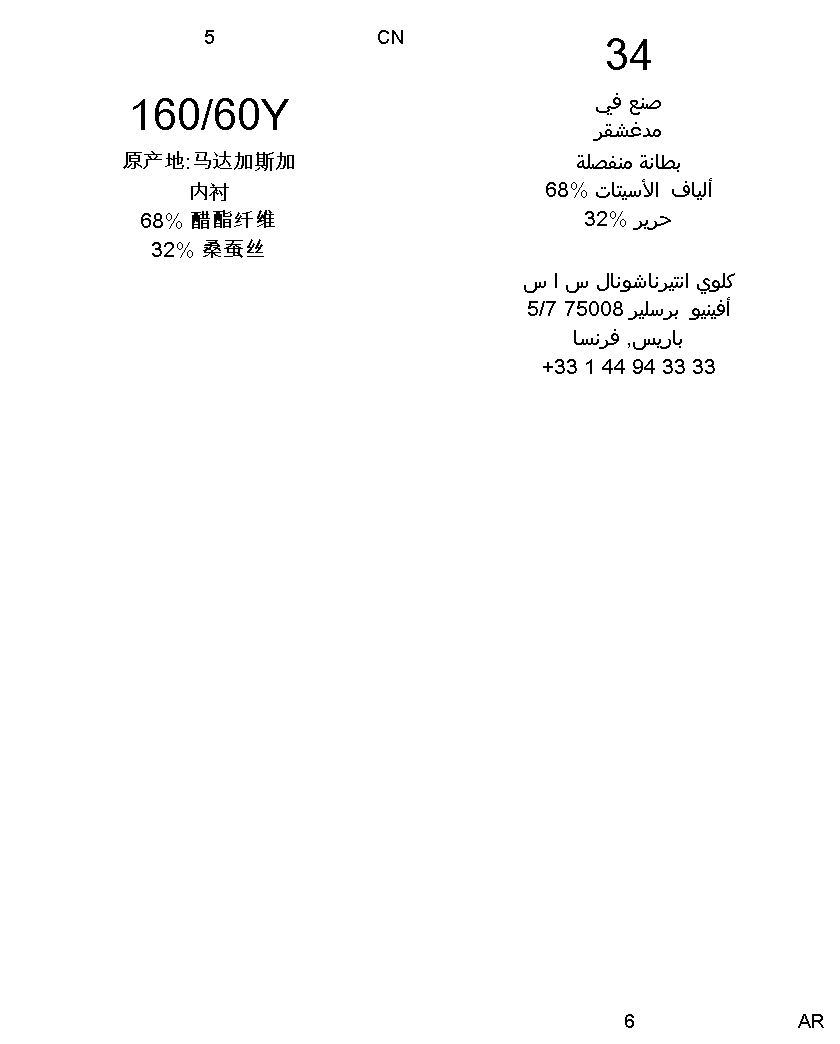 5
CN
160/60Y
原产地:马达加斯加
内衬
68% 醋酯纤维
32% 桑蚕丝
34
صنع في
مدغشقر
بطانة منفصلة
68% ألياف الأسيتات
32% حرير
كلوي انتيرناشونال س ا س
5/7 أفينيو برسلير 75008
باريس, فرنسا
+33 1 44 94 33 33
6
AR